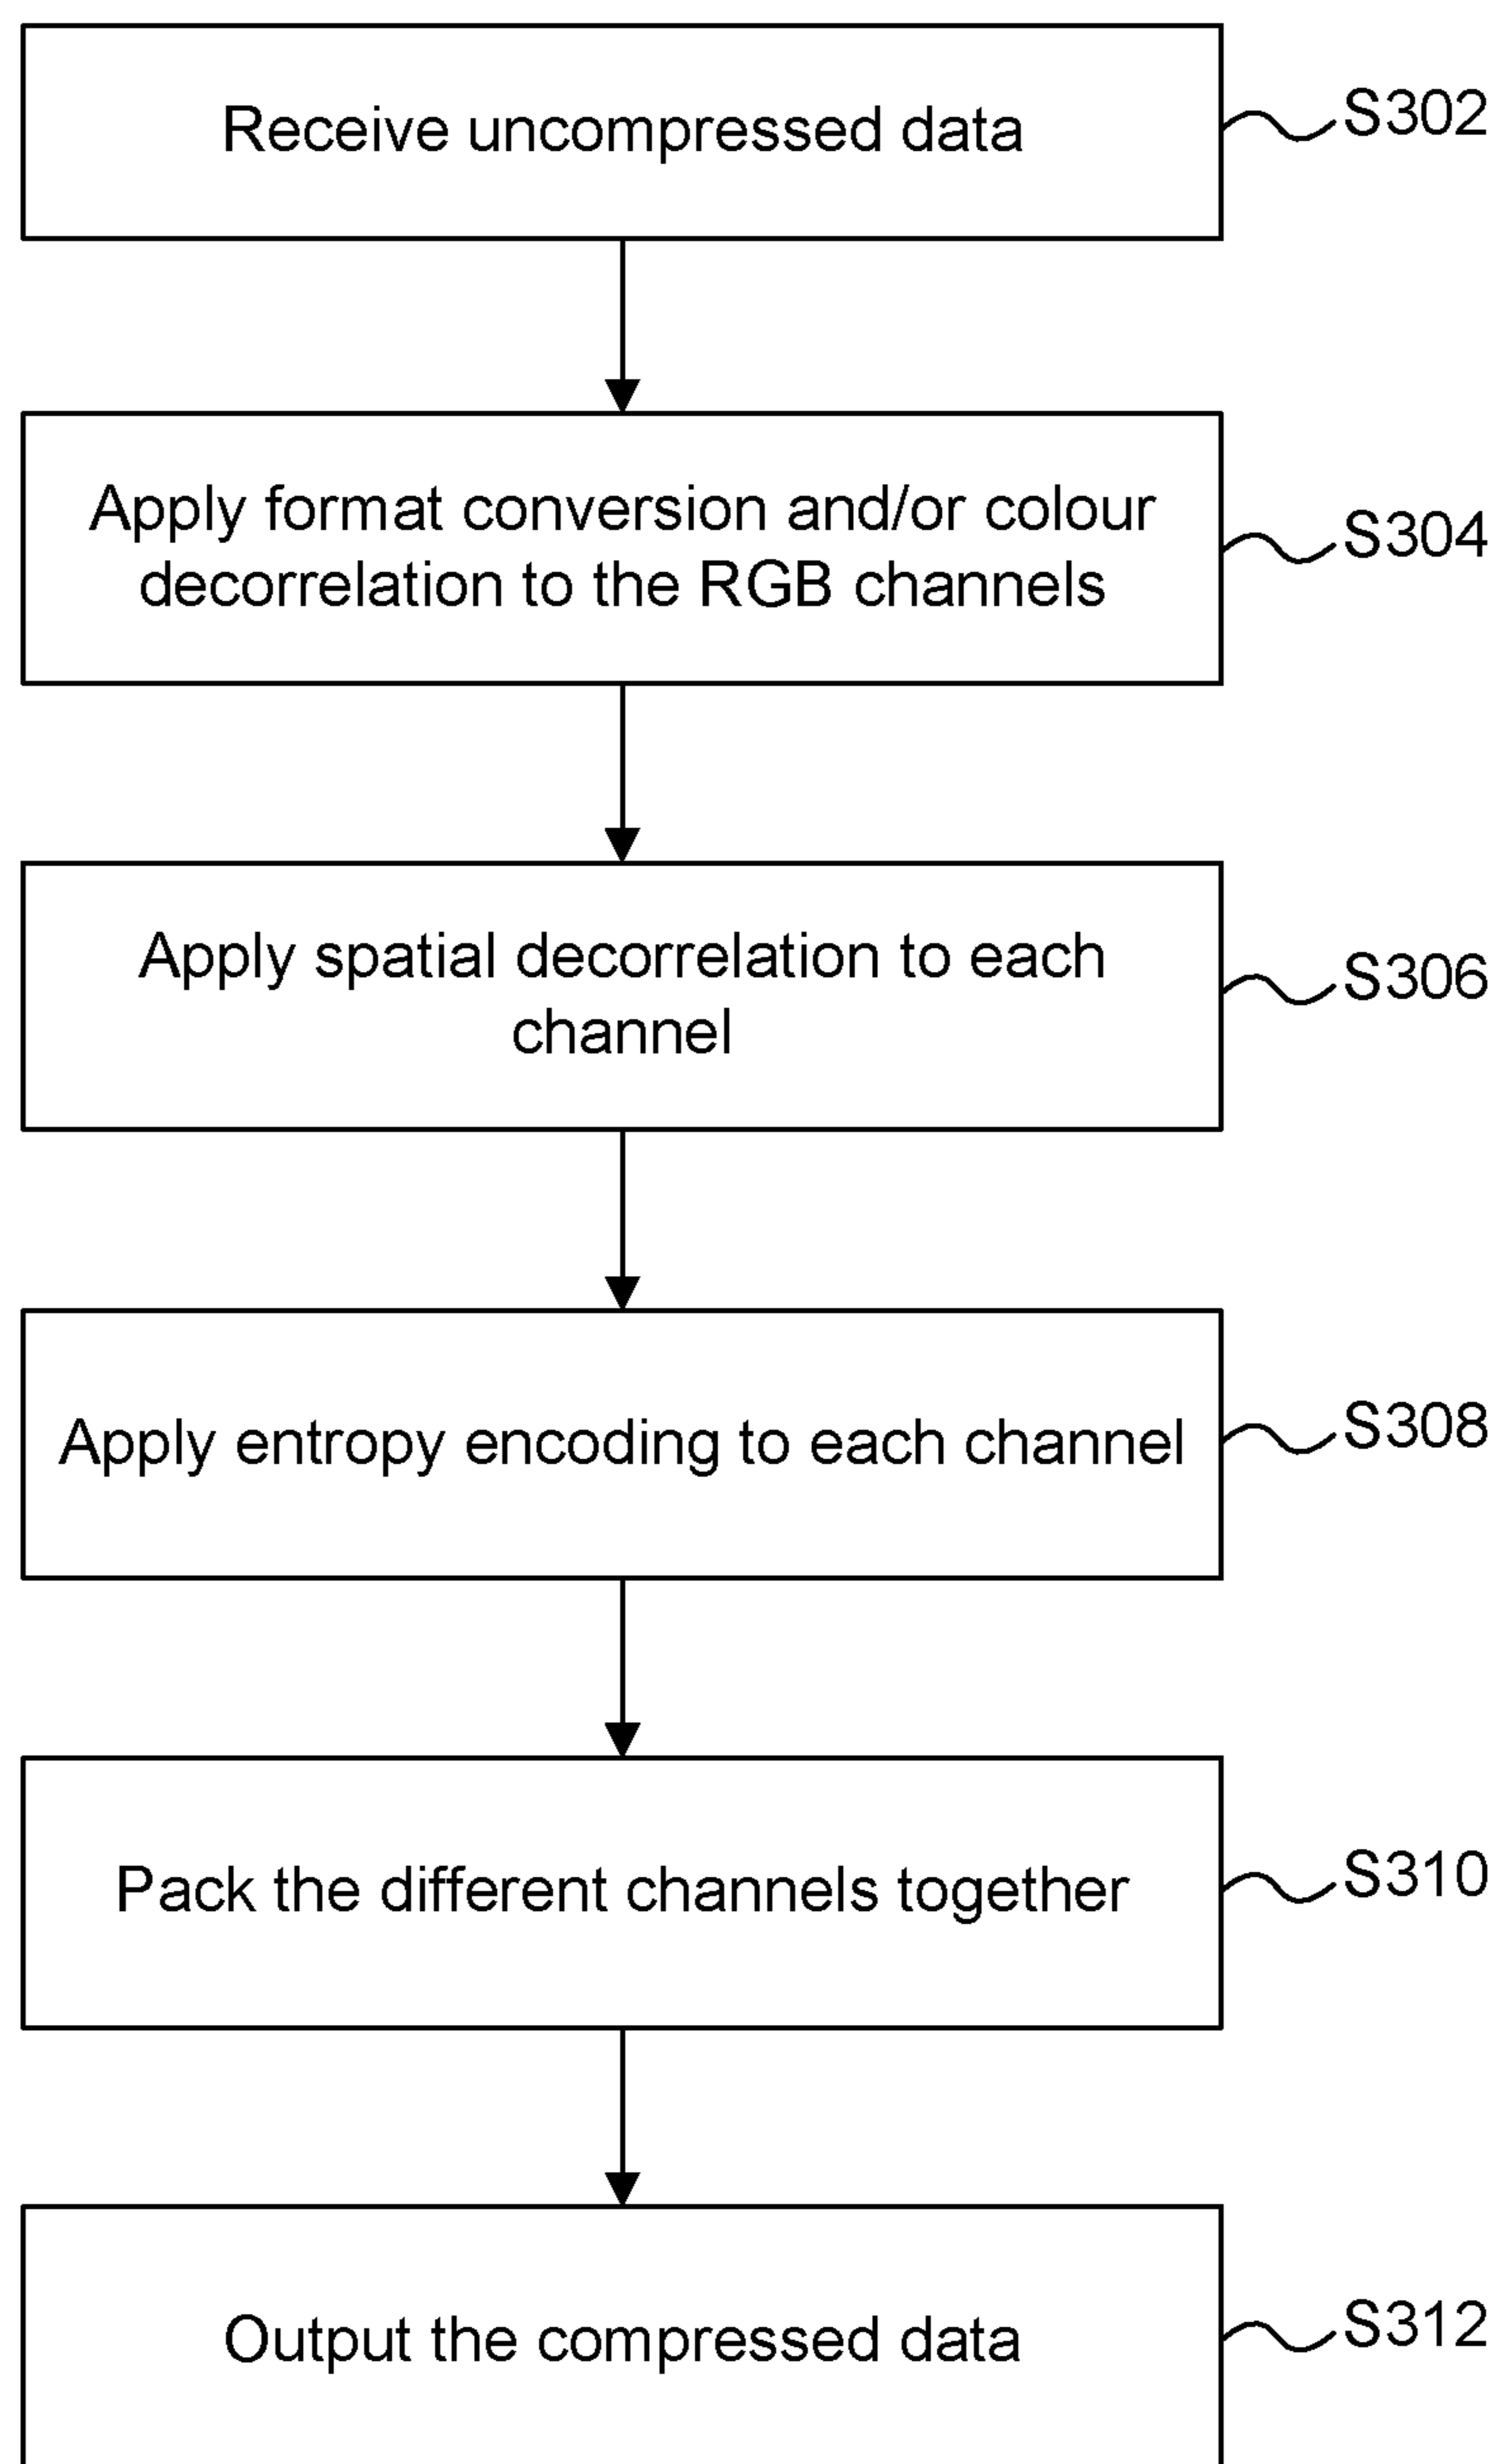 Receive uncompressed data
S302
Apply format conversion and/or colour
decorrelation to the RGB channels
S304
Apply spatial decorrelation to each
channel
S306
Apply entropy encoding to each channel
S308
Pack the different channels together
S310
Output the compressed data
S312